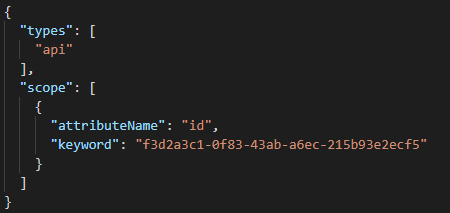 {
"types": [
"api"
],
"scope": [
{
"attributeName": "id",
"keyword": "f3d2a3c1-0f83-43ab-a6ec-215b93e2ecf5"
}
]
}